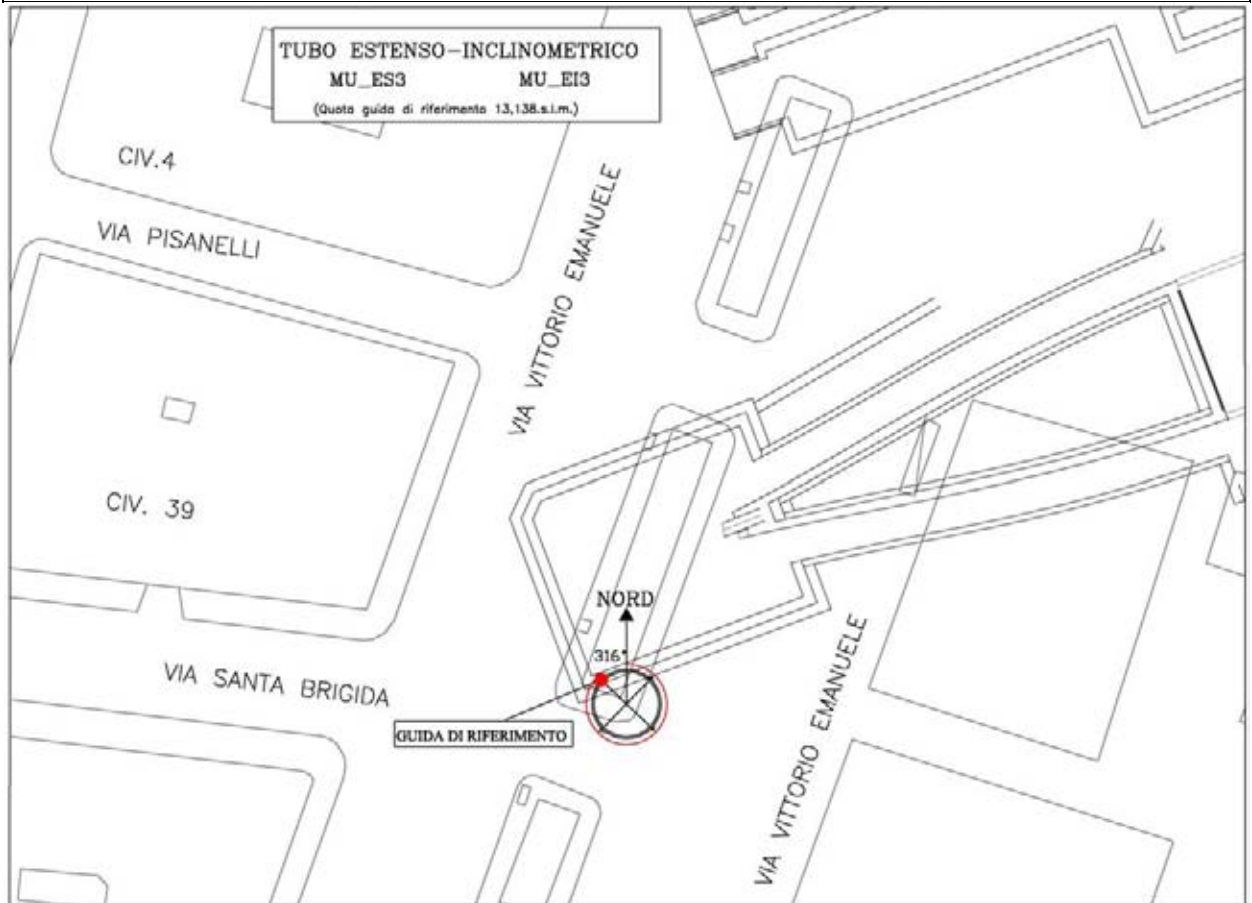 TUBO ESTENSO-INCLINOMETRICO
MU_ES3 MU_EI3
(Quota guida di riferimento 13,138.s.l.m.)
CIV.4
VIA PISANELLI
VIA VITTORIO EMANUELE
CIV. 39
NORD
316°
VIA SANTA BRIGIDA
GUIDA DI RIFERIMENTO
VIA VITTORIO EMANUELE